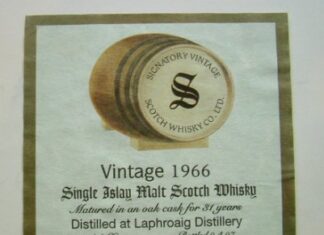 SIGNATORY VINTAGE
S
SCOTCH WHISKY CO. LTD.
Vintage 1966
Single Islay Malt Scotch Whisky
Matured in an oak cask for 31 years
Distilled at Laphroaig Distillery